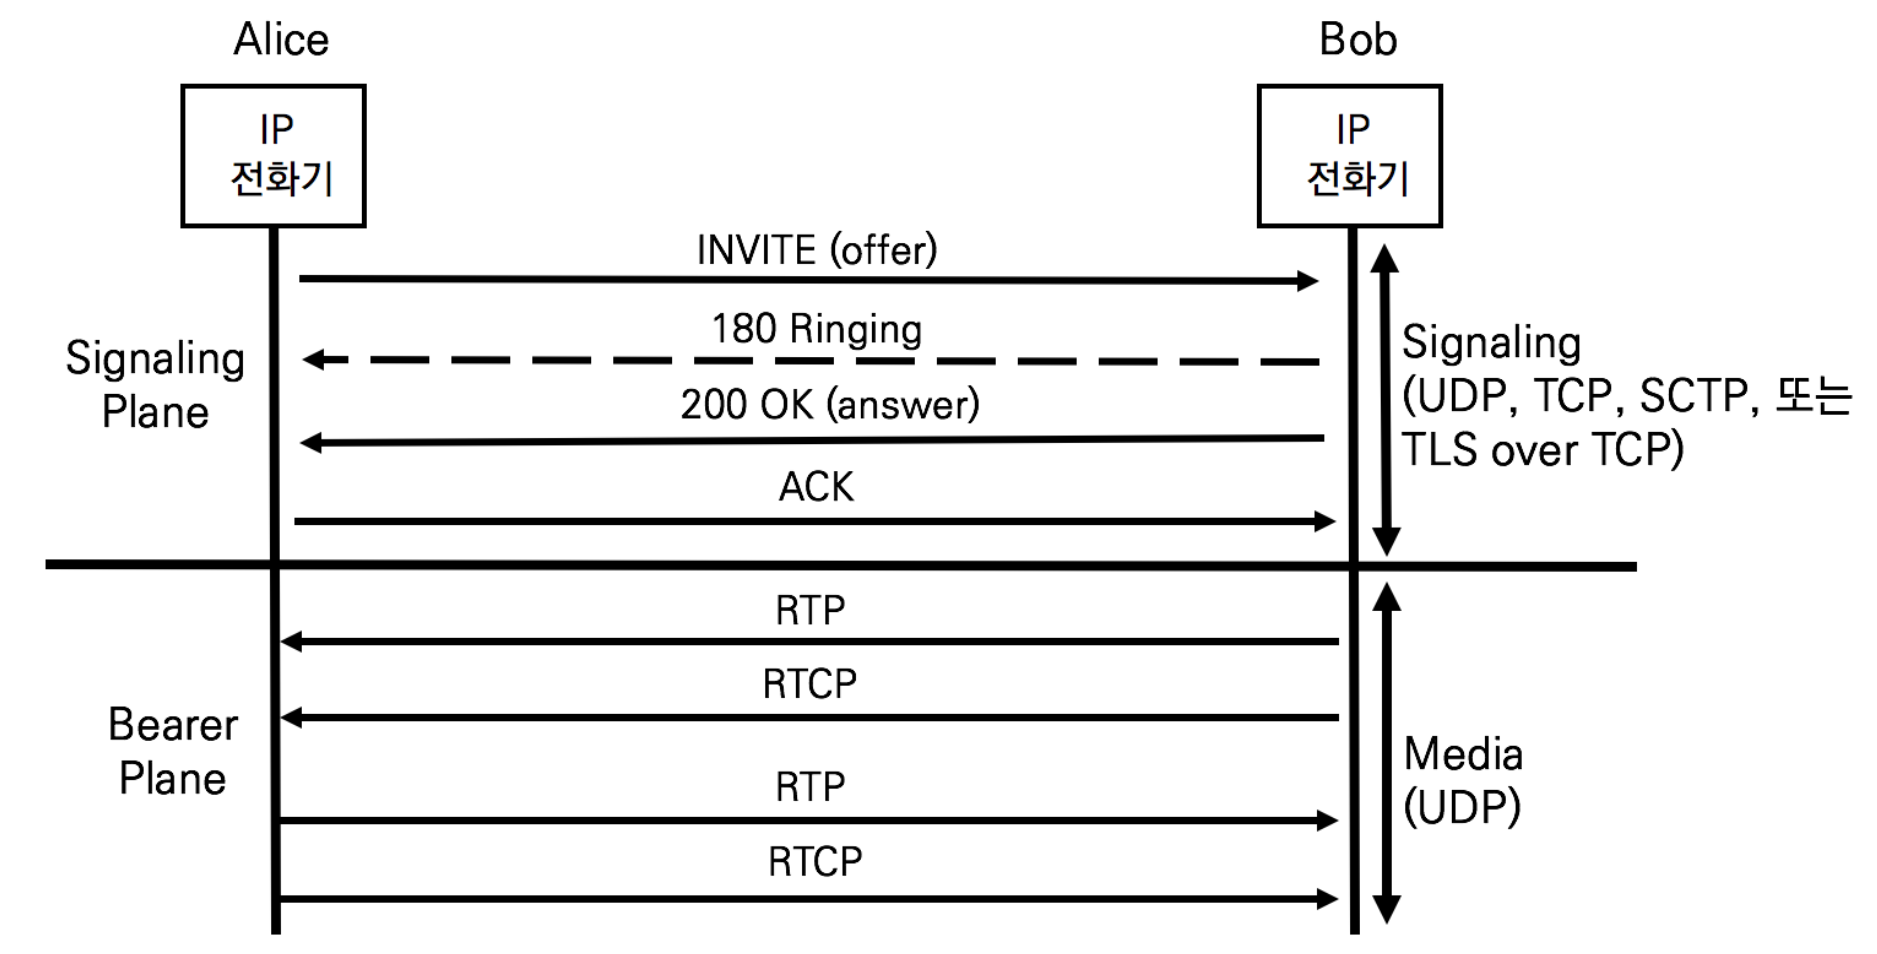 Alice
Bob
IP
전화기
IP
전화기
INVITE (offer)
180 Ringing
200 OK (answer)
ACK
Signaling
Plane
Signaling
(UDP, TCP, SCTP, 또는
TLS over TCP)
RTP
RTCP
RTP
RTCP
Bearer
Plane
Media
(UDP)